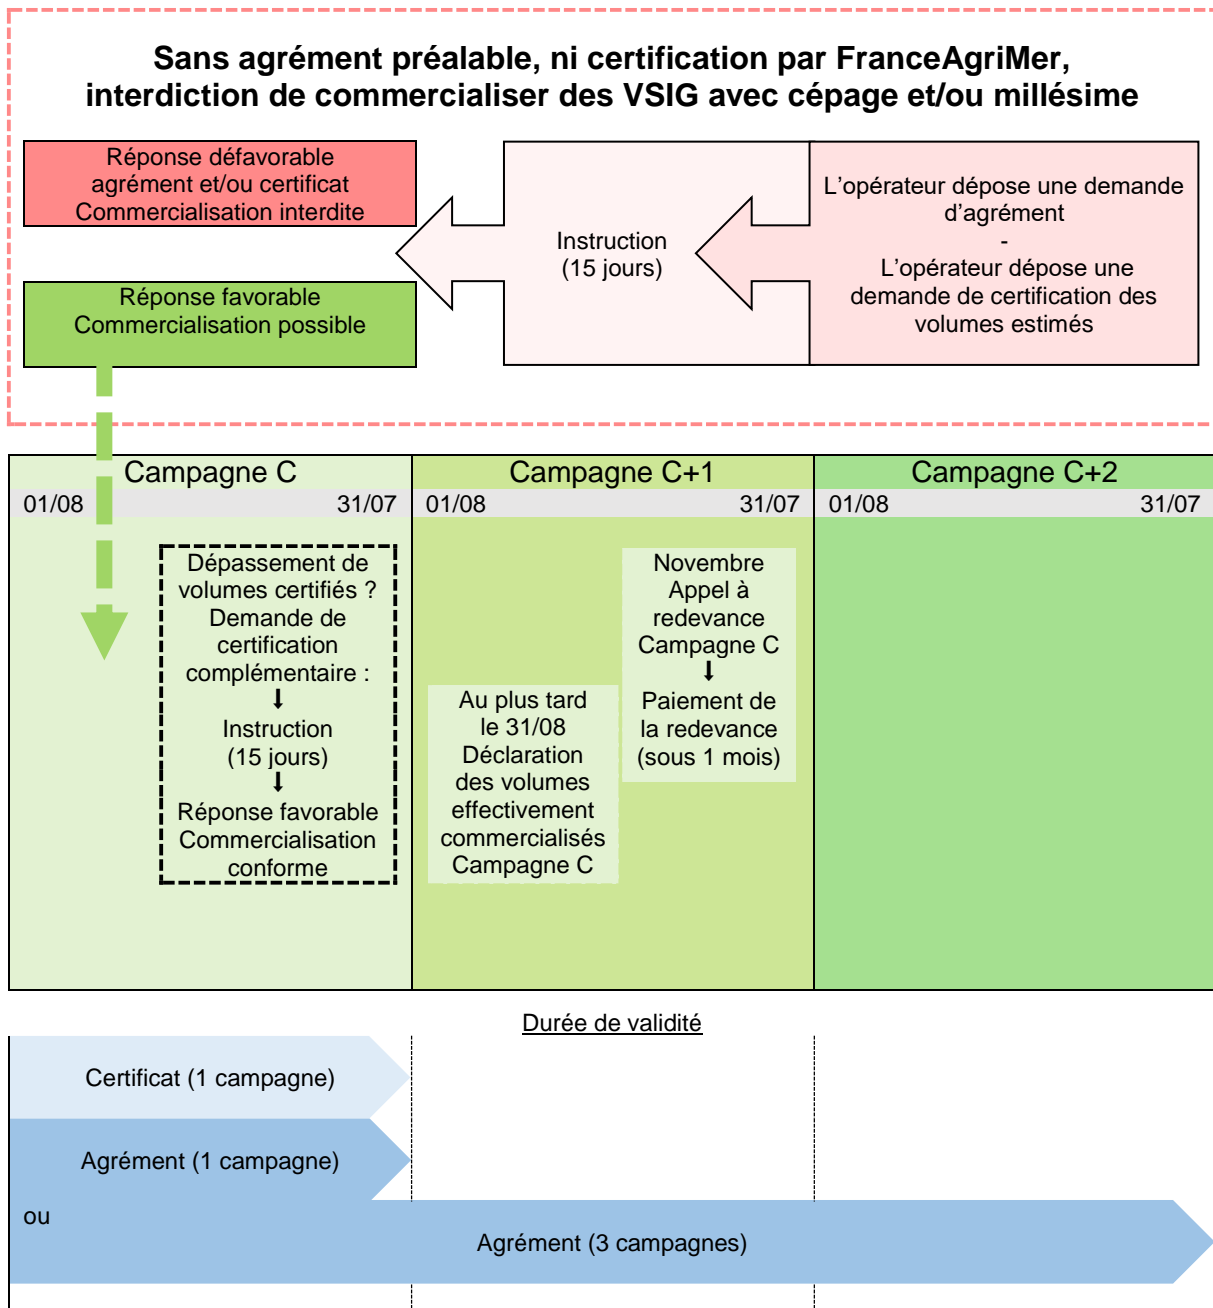 Sans agrément préalable, ni certification par FranceAgriMer,
interdiction de commercialiser des VSIG avec cépage et/ou millésime
Réponse défavorable
agrément et/ou certificat
Commercialisation interdite
Réponse favorable
Commercialisation possible
Instruction
(15 jours)
L'opérateur dépose une demande
d'agrément
-
L'opérateur dépose une
demande de certification des
volumes estimés
Campagne C
01/08 31/07
Dépassement de
volumes certifiés ?
Demande de
certification
complémentaire :
Instruction
(15 jours)
Réponse favorable
Commercialisation
conforme
Campagne C+1
01/08 31/07
Au plus tard
le 31/08
Déclaration
des volumes
effectivement
commercialisés
Campagne C
Novembre
Appel à
redevance
Campagne C
Paiement de
la redevance
(sous 1 mois)
Campagne C+2
01/08 31/07
Durée de validité
Certificat (1 campagne)
Agrément (1 campagne)
ou
Agrément (3 campagnes)